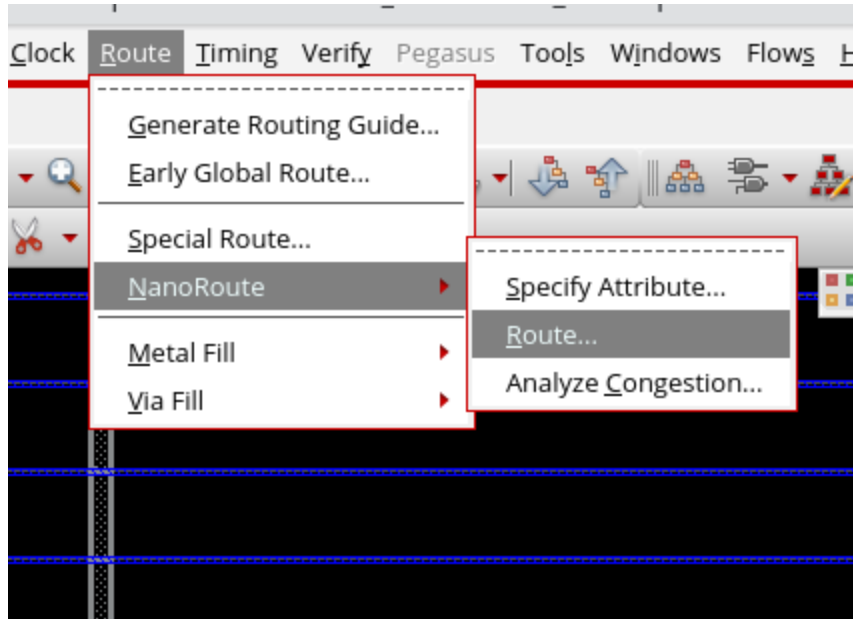 Clock Route Timing Verify Pegasus Tools Windows Flows
Generate Routing Guide...
Early Global Route...
Special Route...
NanoRoute
Metal Fill
Via Fill
Specify Attribute...
Route...
Analyze Congestion...